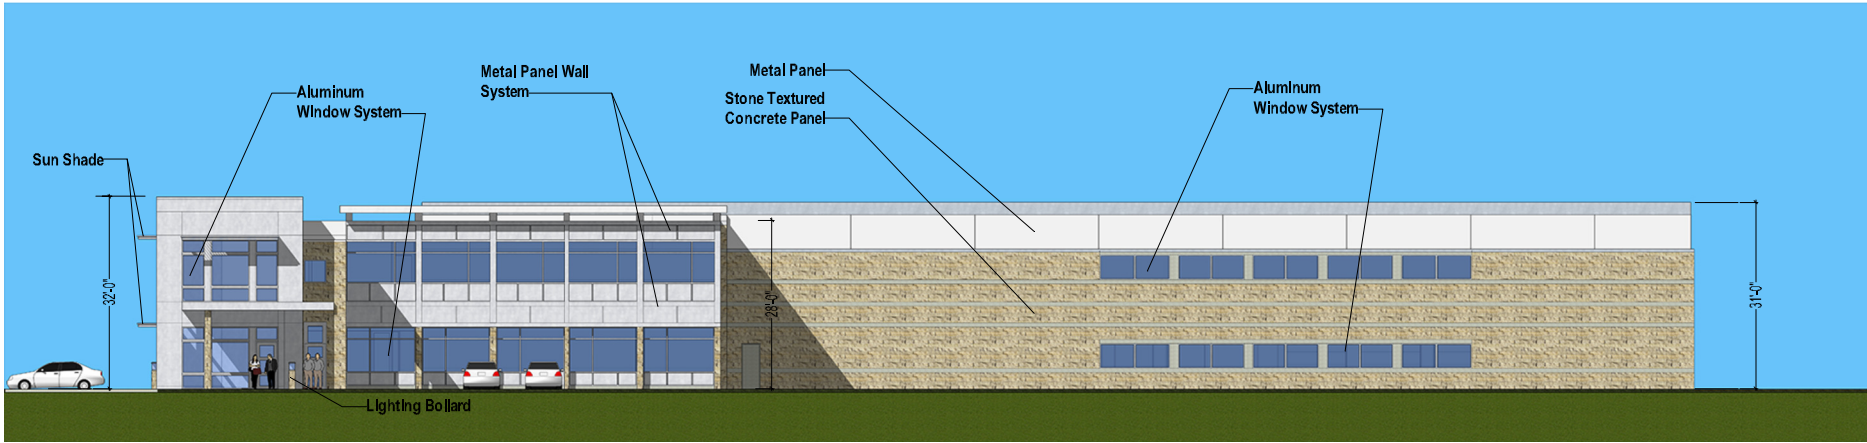 Metal Panel Wall
System
Metal Panel
Stone Textured
Concrete Panel
Aluminum
Window System
Aluminum
Window System
Sun Shade
32'-0"
28'-0"
31'-0"
Lighting Bollard